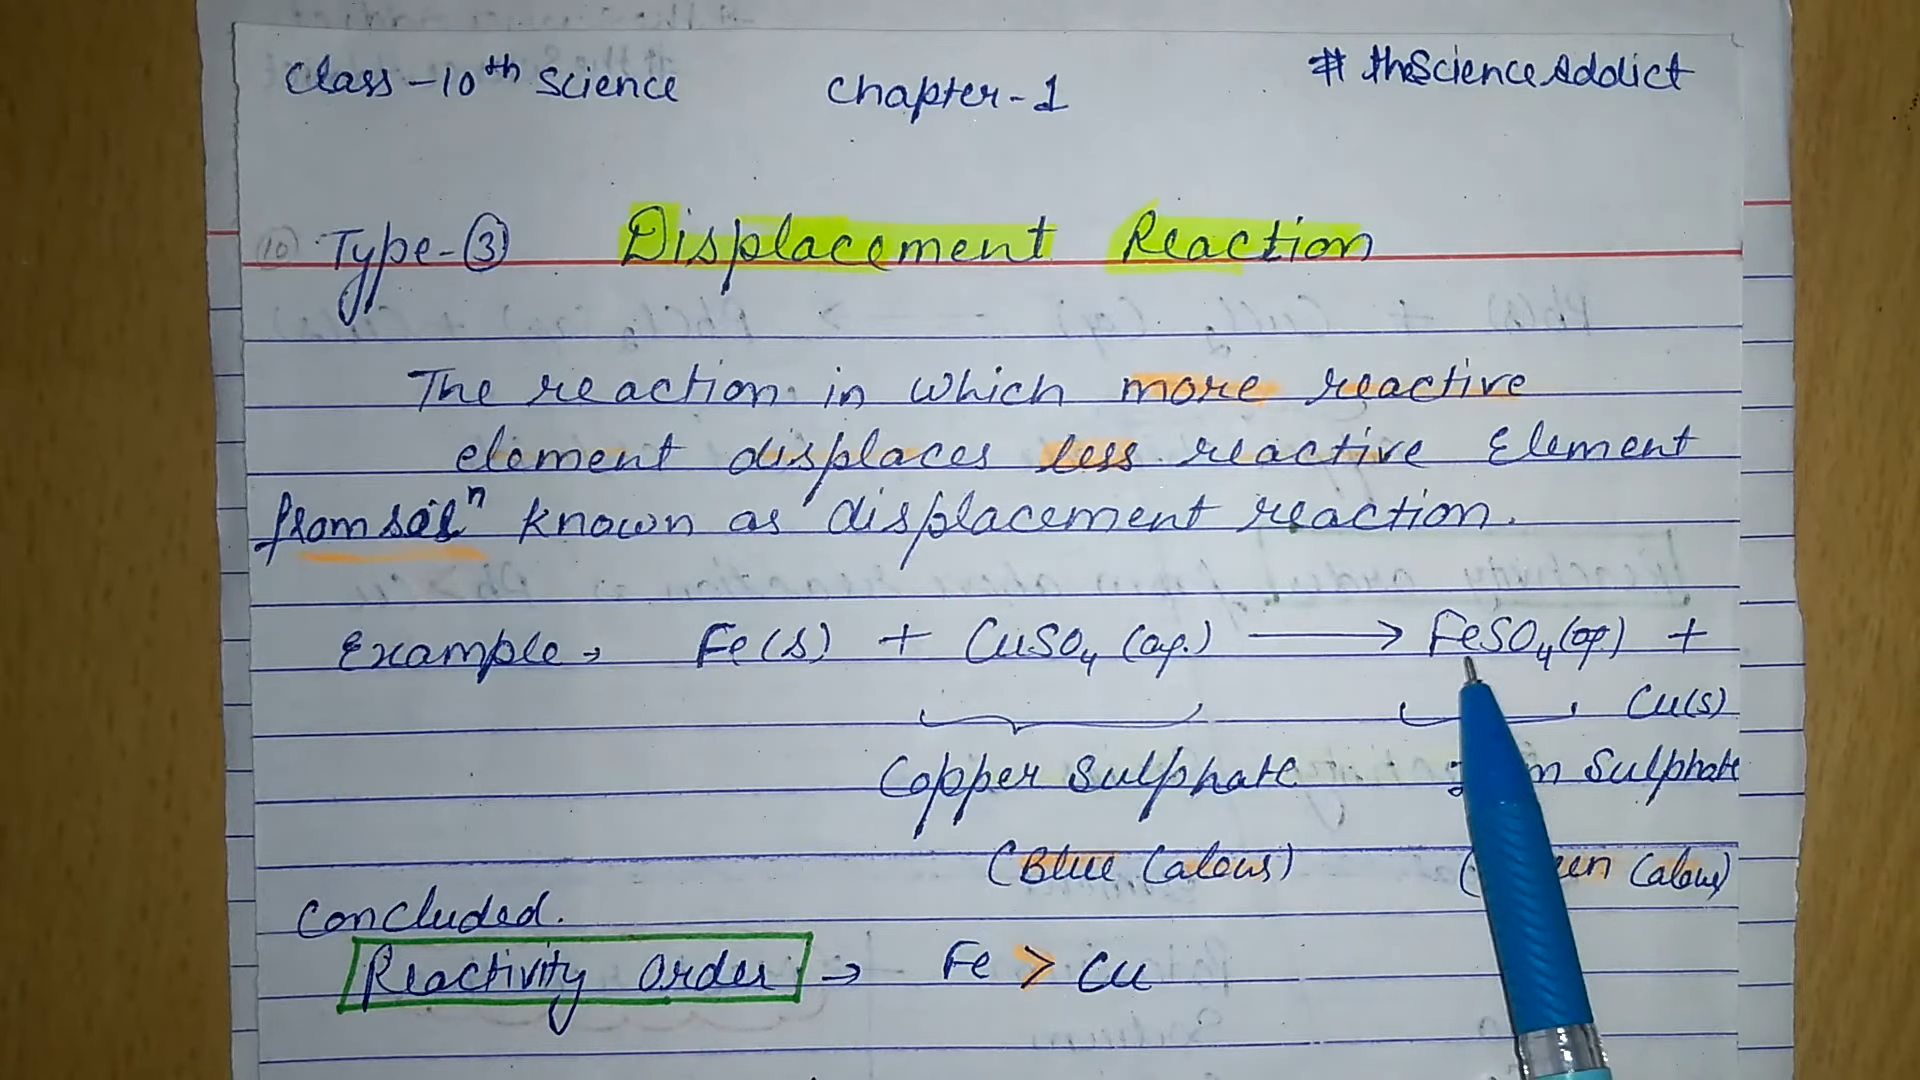 Class-10th Science Chapter-1 #theScienceAddict
Type-③ Displacement Reaction
The reaction in which more reactive
element displaces less reactive Element
from solⁿ known as displacement reaction.
Example → Fe(s) + CuSO₄(aq.) ⟶ FeSO₄(aq.) +
Cu(s)
Copper Sulphate Sulphate
(Blue Colour) Colour)
Concluded.
Reactivity order → Fe > Cu